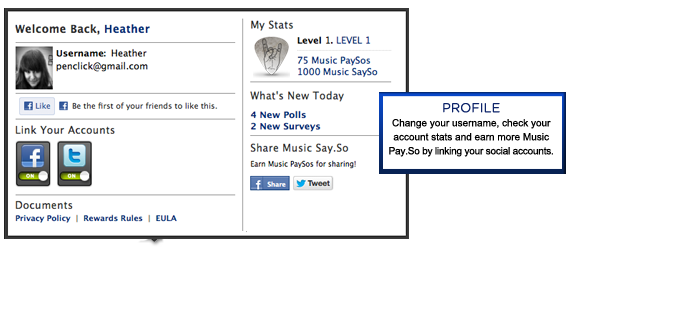 Welcome Back, Heather
Username: Heather
penclick@gmail.com
Like
Be the first of your friends to like this.
Link Your Accounts
ON
ON
Documents
Privacy Policy | Rewards Rules | EULA
My Stats
Level 1. LEVEL 1
75 Music PaySos
1000 Music SaySo
What's New Today
4 New Polls
2 New Surveys
Share Music Say.So
Earn Music PaySos for sharing!
Share
Tweet
PROFILE
Change your username, check your
account stats and earn more Music
Pay.So by linking your social accounts.